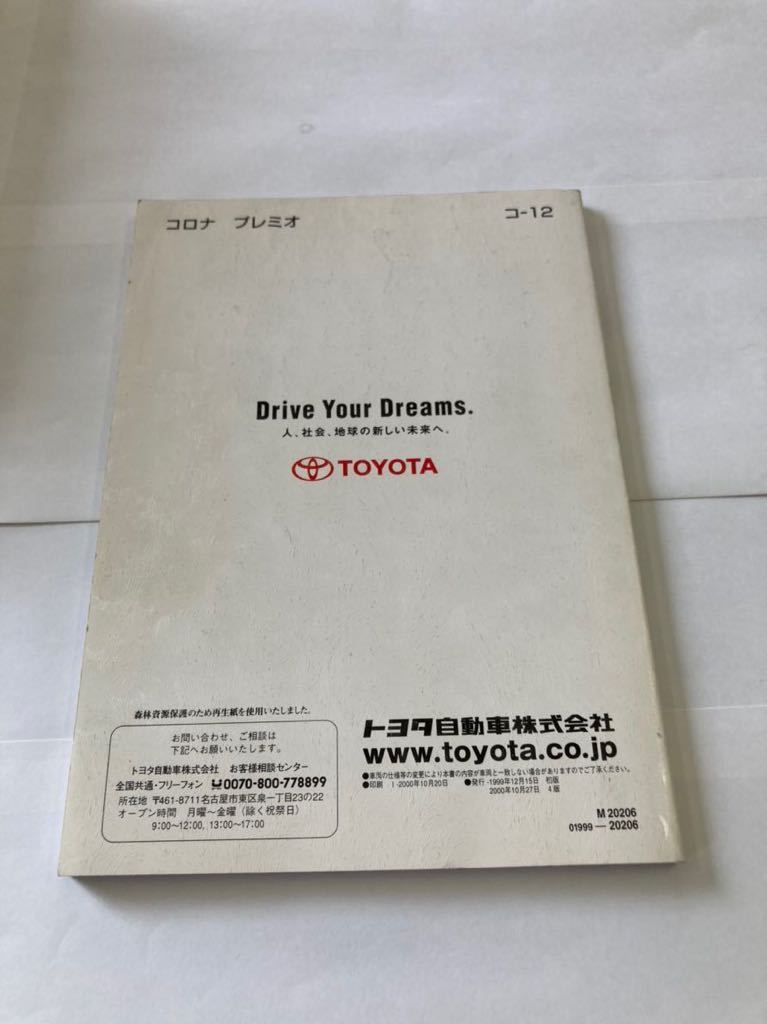 コロナ プレミオ
コ-12
Drive Your Dreams.
人、社会、地球の新しい未来へ。
TOYOTA
森林資源保護のため再生紙を使用いたしました。
お問い合わせ、ご相談は
下記へお願いいたします。
トヨタ自動車株式会社 お客様相談センター
全国共通・フリーフォン 0070-800-778899
所在地 〒461-8711名古屋市東区泉一丁目23の22
オープン時間 月曜〜金曜（除く祝祭日）
9:00〜12:00, 13:00〜17:00
トヨタ自動車株式会社
www.toyota.co.jp
●車両の仕様等の変更により本書の内容が車両と一致しない場合がありますのでご了承ください。
●印刷 I-2000年10月20日 ●発行-1999年12月15日 初版
2000年10月27日 4版
M 20206
01999—20206